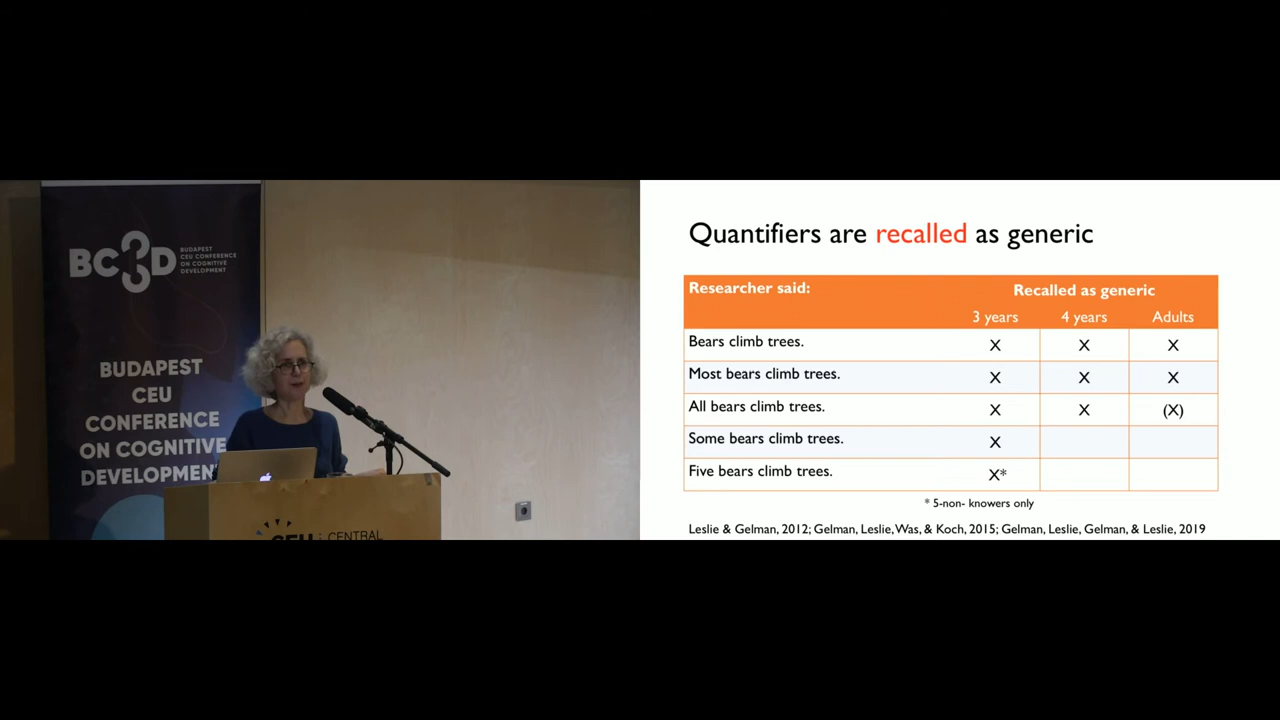 BC3D
BUDAPEST
CEU CONFERENCE
ON COGNITIVE
DEVELOPMENT
BUDAPEST
CEU
CONFERENCE
ON COGNITIVE
DEVELOPMENT
CEU
CENTRAL
Quantifiers are recalled as generic
Researcher said: Recalled as generic
3 years 4 years Adults
Bears climb trees. X X X
Most bears climb trees. X X X
All bears climb trees. X X (X)
Some bears climb trees. X
Five bears climb trees. X*
* 5-non- knowers only
Leslie & Gelman, 2012; Gelman, Leslie, Was, & Koch, 2015; Gelman, Leslie, Gelman, & Leslie, 2019